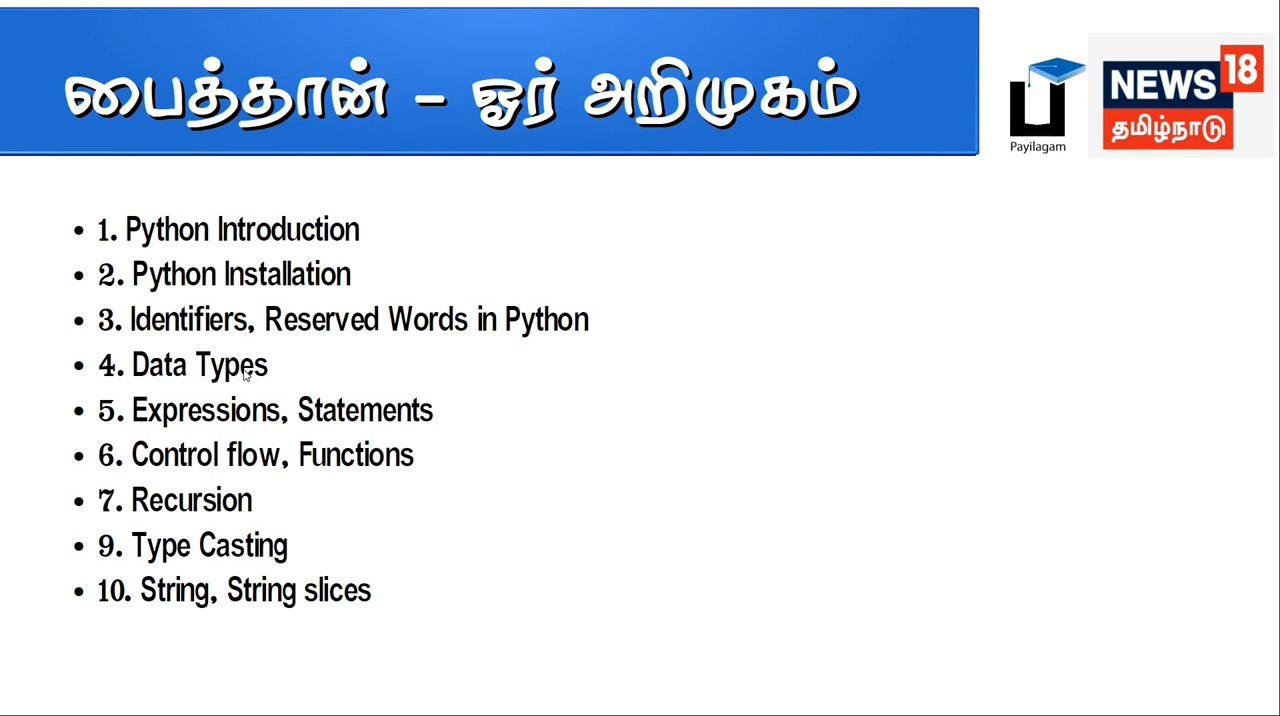 பைத்தான் – ஓர் அறிமுகம்
Payilagam
NEWS 18
தமிழ்நாடு
• 1. Python Introduction
• 2. Python Installation
• 3. Identifiers, Reserved Words in Python
• 4. Data Types
• 5. Expressions, Statements
• 6. Control flow, Functions
• 7. Recursion
• 9. Type Casting
• 10. String, String slices